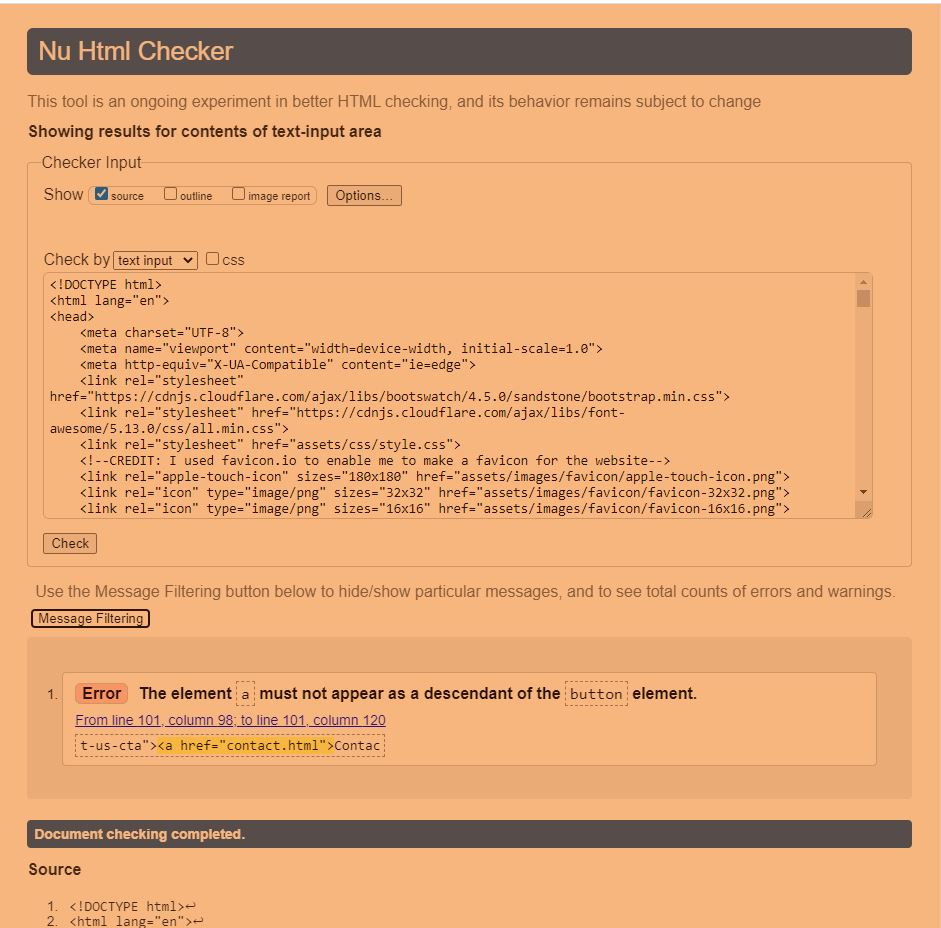 Nu Html Checker
This tool is an ongoing experiment in better HTML checking, and its behavior remains subject to change
Showing results for contents of text-input area
Checker Input
Show source outline image report Options...
Check by text input css
<!DOCTYPE html>
<html lang="en">
<head>
    <meta charset="UTF-8">
    <meta name="viewport" content="width=device-width, initial-scale=1.0">
    <meta http-equiv="X-UA-Compatible" content="ie=edge">
    <link rel="stylesheet"
href="https://cdnjs.cloudflare.com/ajax/libs/bootswatch/4.5.0/sandstone/bootstrap.min.css">
    <link rel="stylesheet" href="https://cdnjs.cloudflare.com/ajax/libs/font-
awesome/5.13.0/css/all.min.css">
    <link rel="stylesheet" href="assets/css/style.css">
    <!--CREDIT: I used favicon.io to enable me to make a favicon for the website-->
    <link rel="apple-touch-icon" sizes="180x180" href="assets/images/favicon/apple-touch-icon.png">
    <link rel="icon" type="image/png" sizes="32x32" href="assets/images/favicon/favicon-32x32.png">
    <link rel="icon" type="image/png" sizes="16x16" href="assets/images/favicon/favicon-16x16.png">
Check
Use the Message Filtering button below to hide/show particular messages, and to see total counts of errors and warnings.
Message Filtering
1. Error The element a must not appear as a descendant of the button element.
From line 101, column 98; to line 101, column 120
t-us-cta"><a href="contact.html">Contac
Document checking completed.
Source
1. <!DOCTYPE html>↩
2. <html lang="en">↩